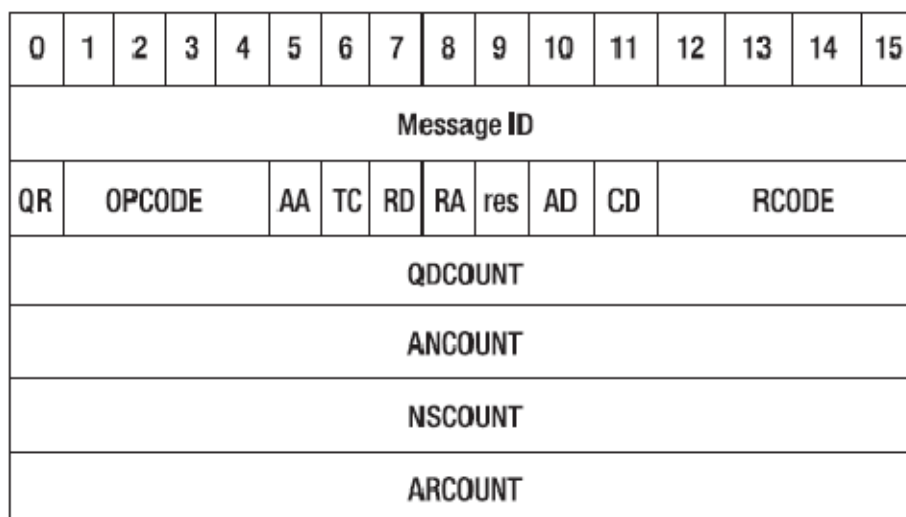 0 1 2 3 4 5 6 7 8 9 10 11 12 13 14 15
Message ID
QR OPCODE AA TC RD RA res AD CD RCODE
QDCOUNT
ANCOUNT
NSCOUNT
ARCOUNT